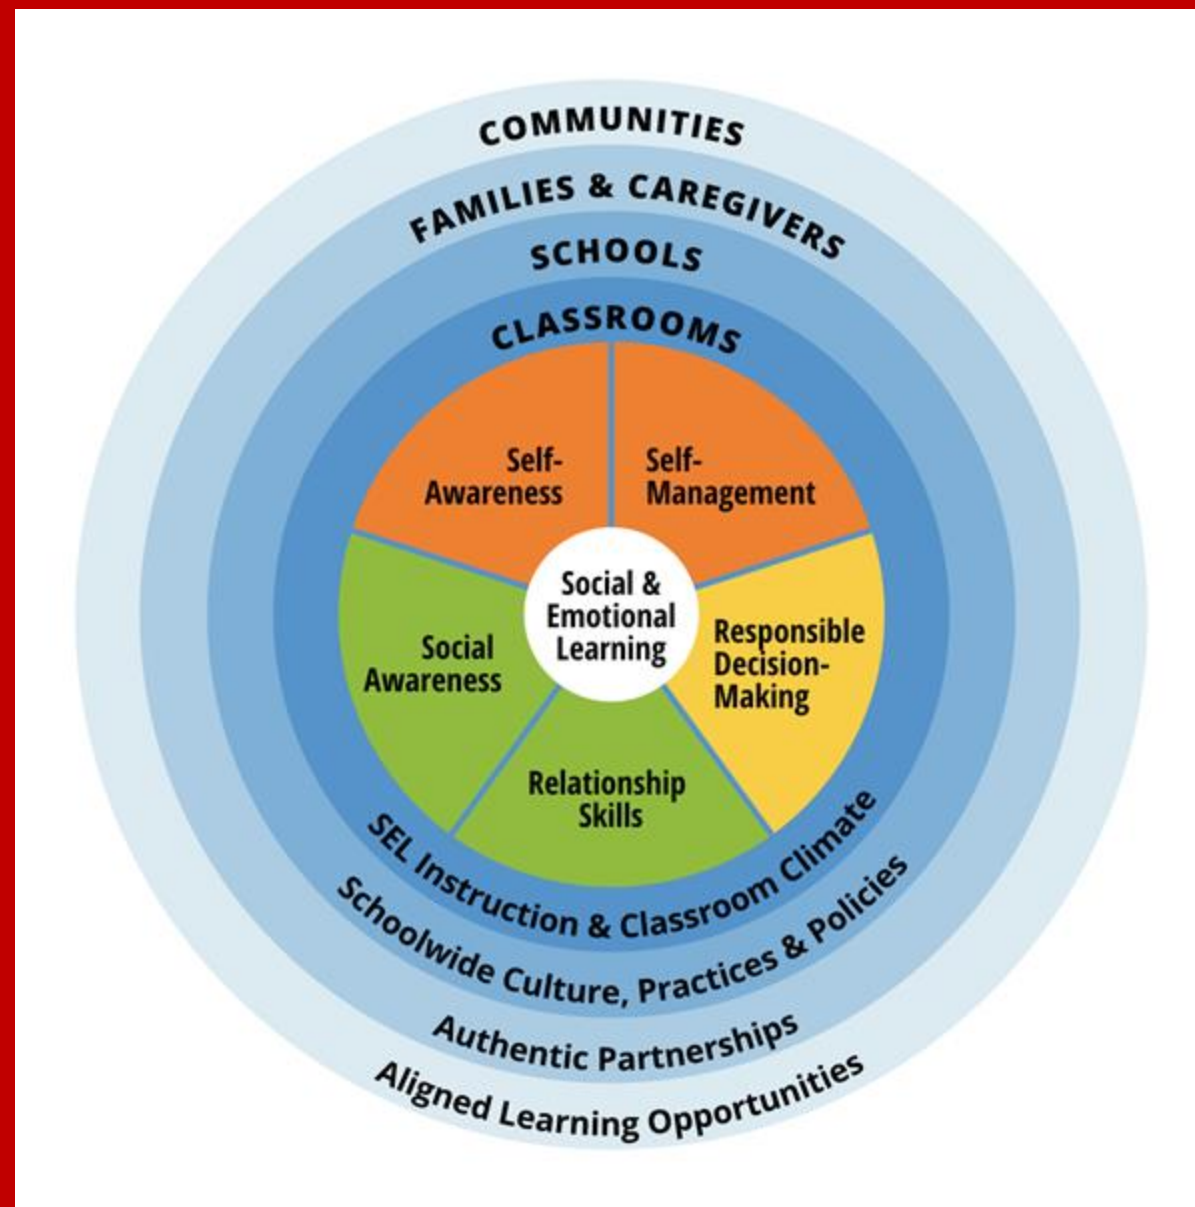 COMMUNITIES
FAMILIES & CAREGIVERS
SCHOOLS
CLASSROOMS
Self-
Awareness
Self-
Management
Social &
Emotional
Learning
Social
Awareness
Responsible
Decision-
Making
Relationship
Skills
SEL Instruction & Classroom Climate
Schoolwide Culture, Practices & Policies
Authentic Partnerships
Aligned Learning Opportunities